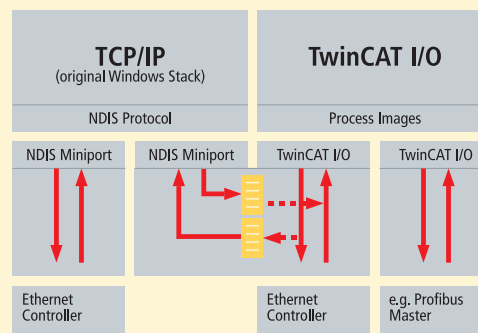 TCP/IP
(original Windows Stack)
NDIS Protocol
TwinCAT I/O
Process Images
NDIS Miniport
NDIS Miniport
TwinCAT I/O
TwinCAT I/O
Ethernet
Controller
Ethernet
Controller
e.g. Profibus
Master